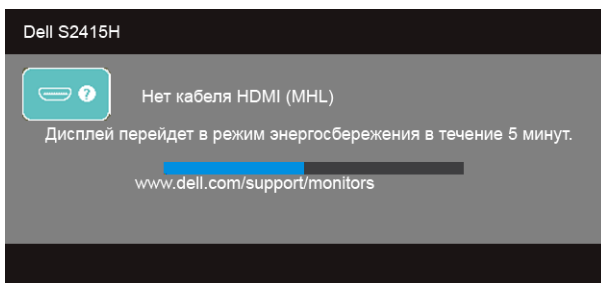 Dell S2415H
?
Нет кабеля HDMI (MHL)
Дисплей перейдет в режим энергосбережения в течение 5 минут.
www.dell.com/support/monitors